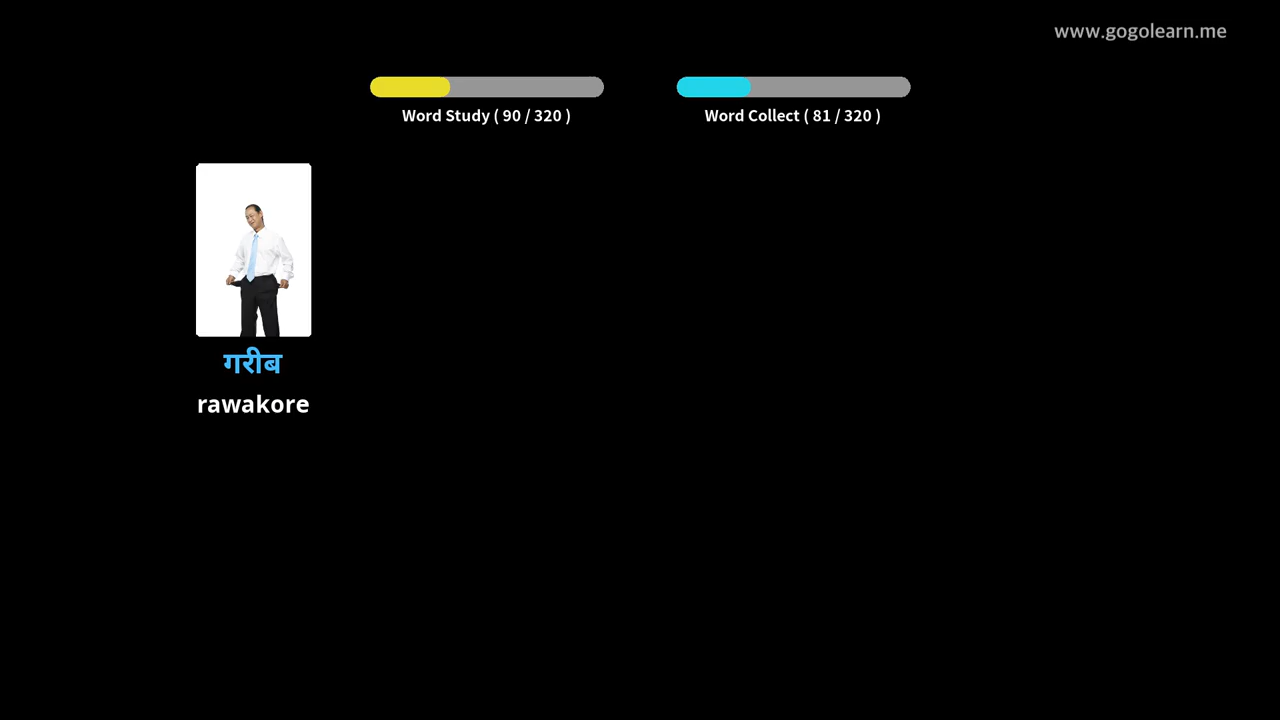 www.gogolearn.me
Word Study ( 90 / 320 )
Word Collect ( 81 / 320 )
गरीब
rawakore